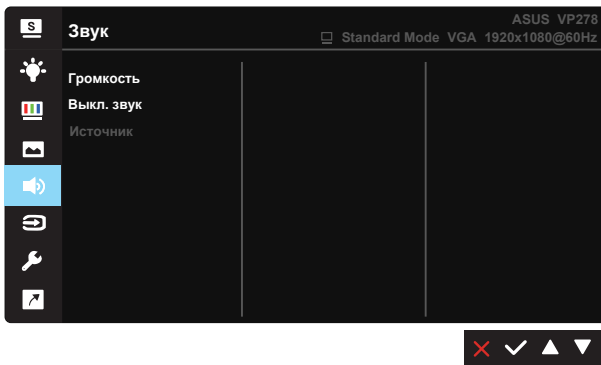 S
Звук
ASUS VP278
Standard Mode VGA 1920x1080@60Hz
Громкость
Выкл. звук
Источник